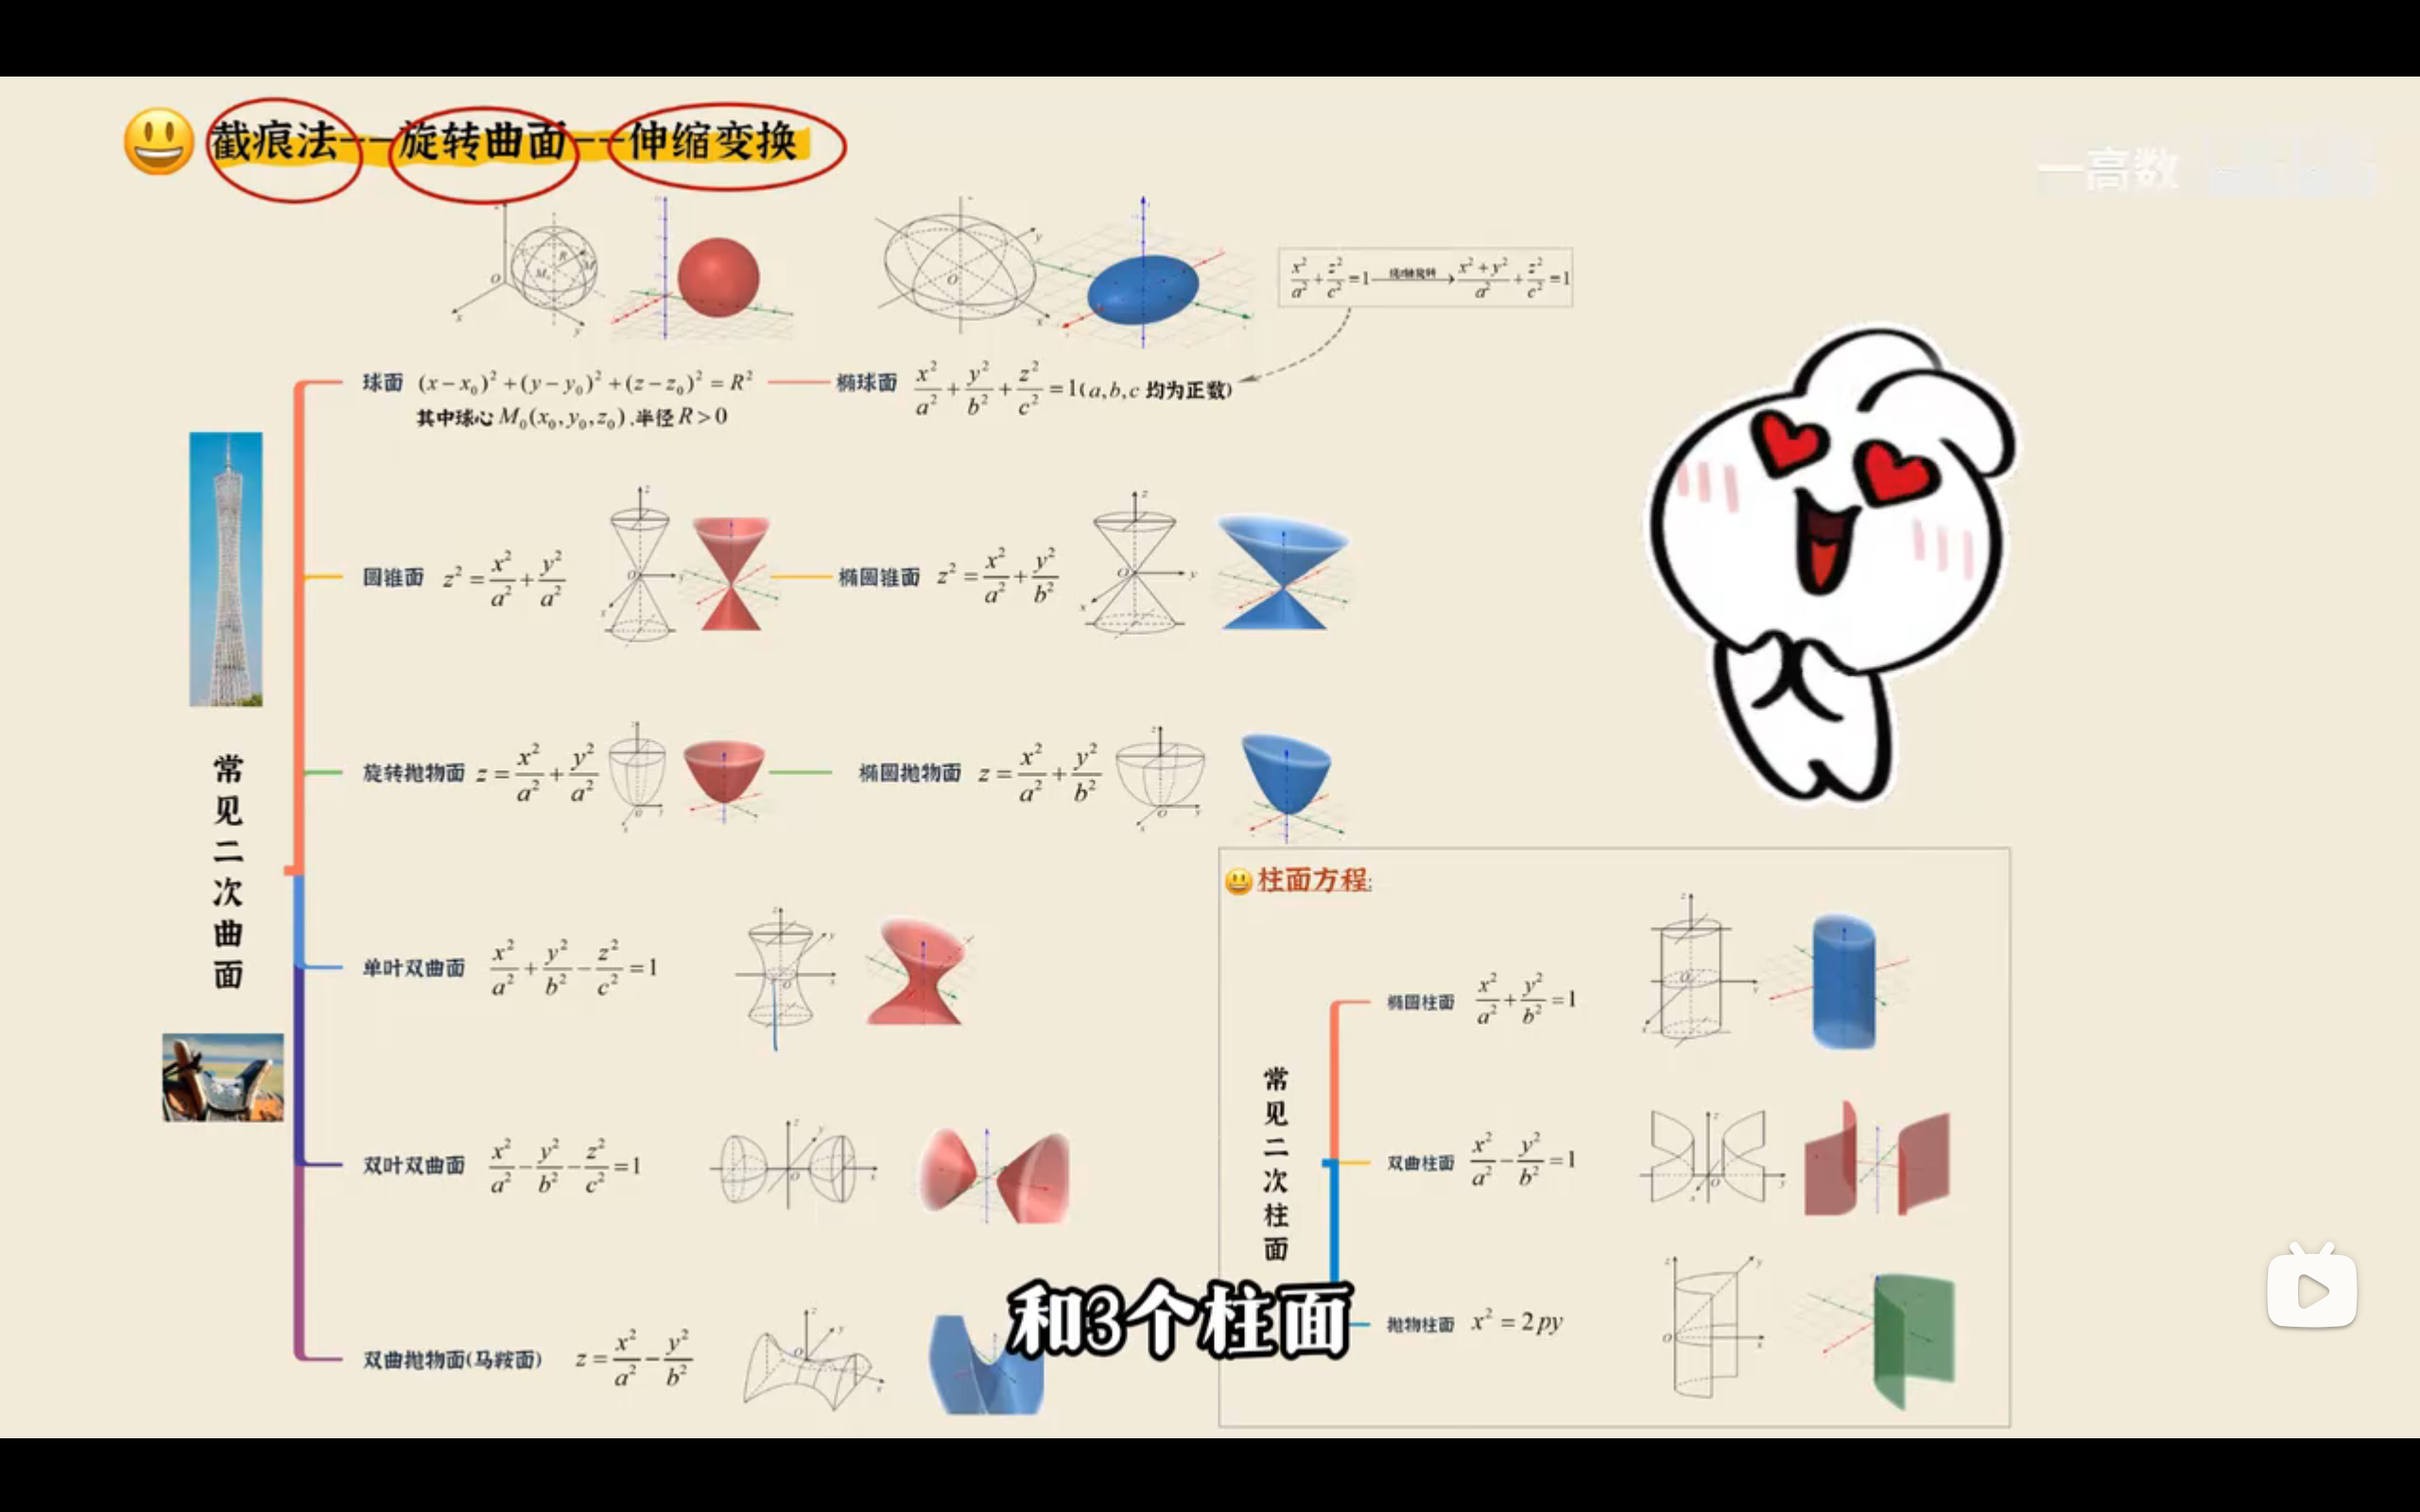 截痕法--旋转曲面--伸缩变换
一高数
x²/a² + z²/c² = 1 ⟶ (x² + y²)/a² + z²/c² = 1
球面 (x − x₀)² + (y − y₀)² + (z − z₀)² = R²
其中球心 M₀(x₀, y₀, z₀) ,半径 R > 0
椭球面 x²/a² + y²/b² + z²/c² = 1 (a,b,c 均为正数)
圆锥面 z² = x²/a² + y²/a²
椭圆锥面 z² = x²/a² + y²/b²
旋转抛物面 z = x²/a² + y²/a²
椭圆抛物面 z = x²/a² + y²/b²
常见二次曲面
单叶双曲面 x²/a² + y²/b² − z²/c² = 1
双叶双曲面 x²/a² − y²/b² − z²/c² = 1
双曲抛物面(马鞍面) z = x²/a² − y²/b²
柱面方程:
常见二次柱面
椭圆柱面 x²/a² + y²/b² = 1
双曲柱面 x²/a² − y²/b² = 1
抛物柱面 x² = 2py
和3个柱面